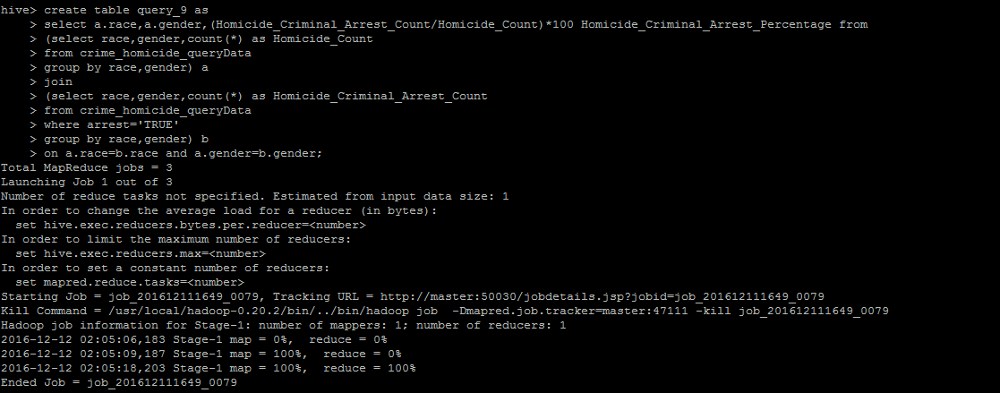 hive> create table query_9 as
    > select a.race,a.gender,(Homicide_Criminal_Arrest_Count/Homicide_Count)*100 Homicide_Criminal_Arrest_Percentage from
    > (select race,gender,count(*) as Homicide_Count
    > from crime_homicide_queryData
    > group by race,gender) a
    > join
    > (select race,gender,count(*) as Homicide_Criminal_Arrest_Count
    > from crime_homicide_queryData
    > where arrest='TRUE'
    > group by race,gender) b
    > on a.race=b.race and a.gender=b.gender;
Total MapReduce jobs = 3
Launching Job 1 out of 3
Number of reduce tasks not specified. Estimated from input data size: 1
In order to change the average load for a reducer (in bytes):
  set hive.exec.reducers.bytes.per.reducer=<number>
In order to limit the maximum number of reducers:
  set hive.exec.reducers.max=<number>
In order to set a constant number of reducers:
  set mapred.reduce.tasks=<number>
Starting Job = job_201612111649_0079, Tracking URL = http://master:50030/jobdetails.jsp?jobid=job_201612111649_0079
Kill Command = /usr/local/hadoop-0.20.2/bin/../bin/hadoop job  -Dmapred.job.tracker=master:47111 -kill job_201612111649_0079
Hadoop job information for Stage-1: number of mappers: 1; number of reducers: 1
2016-12-12 02:05:06,183 Stage-1 map = 0%,  reduce = 0%
2016-12-12 02:05:09,187 Stage-1 map = 100%,  reduce = 0%
2016-12-12 02:05:18,203 Stage-1 map = 100%,  reduce = 100%
Ended Job = job_201612111649_0079